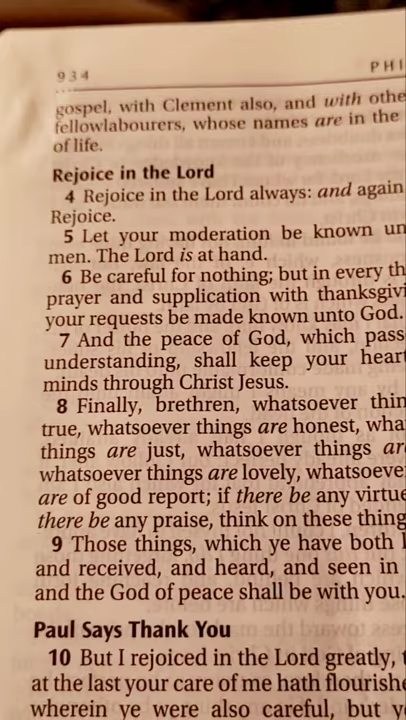 934 PHI
gospel, with Clement also, and with othe
fellowlabourers, whose names are in the
of life.
Rejoice in the Lord
4 Rejoice in the Lord always: and again
Rejoice.
5 Let your moderation be known un
men. The Lord is at hand.
6 Be careful for nothing; but in every th
prayer and supplication with thanksgivi
your requests be made known unto God.
7 And the peace of God, which pass
understanding, shall keep your heart
minds through Christ Jesus.
8 Finally, brethren, whatsoever thin
true, whatsoever things are honest, wha
things are just, whatsoever things ar
whatsoever things are lovely, whatsoeve
are of good report; if there be any virtue
there be any praise, think on these thing
9 Those things, which ye have both l
and received, and heard, and seen in
and the God of peace shall be with you.
Paul Says Thank You
10 But I rejoiced in the Lord greatly, t
at the last your care of me hath flourishe
wherein ye were also careful, but y